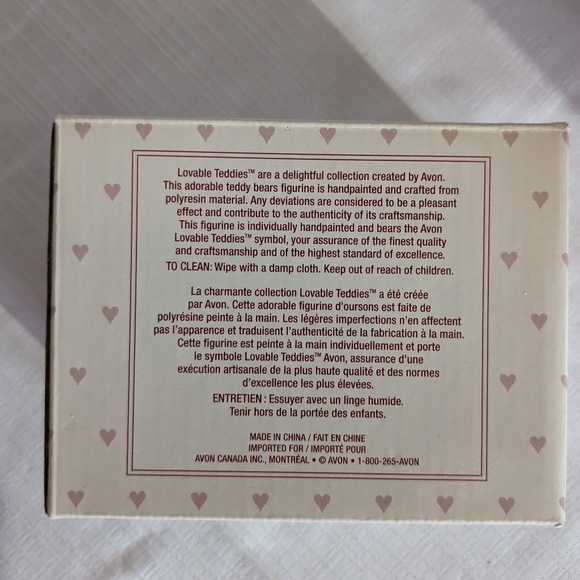 Lovable Teddies™ are a delightful collection created by Avon.
This adorable teddy bears figurine is handpainted and crafted from
polyresin material. Any deviations are considered to be a pleasant
effect and contribute to the authenticity of its craftsmanship.
This figurine is individually handpainted and bears the Avon
Lovable Teddies™ symbol, your assurance of the finest quality
and craftsmanship and of the highest standard of excellence.
TO CLEAN: Wipe with a damp cloth. Keep out of reach of children.
La charmante collection Lovable Teddies™ a été créée
par Avon. Cette adorable figurine d'oursons est faite de
polyrésine peinte à la main. Les légères imperfections n'en affectent
pas l'apparence et traduisent l'authenticité de la fabrication à la main.
Cette figurine est peinte à la main individuellement et porte
le symbole Lovable Teddies™ Avon, assurance d'une
exécution artisanale de la plus haute qualité et des normes
d'excellence les plus élevées.
ENTRETIEN : Essuyer avec un linge humide.
Tenir hors de la portée des enfants.
MADE IN CHINA / FAIT EN CHINE
IMPORTED FOR / IMPORTÉ POUR
AVON CANADA INC., MONTRÉAL • © AVON • 1-800-265-AVON